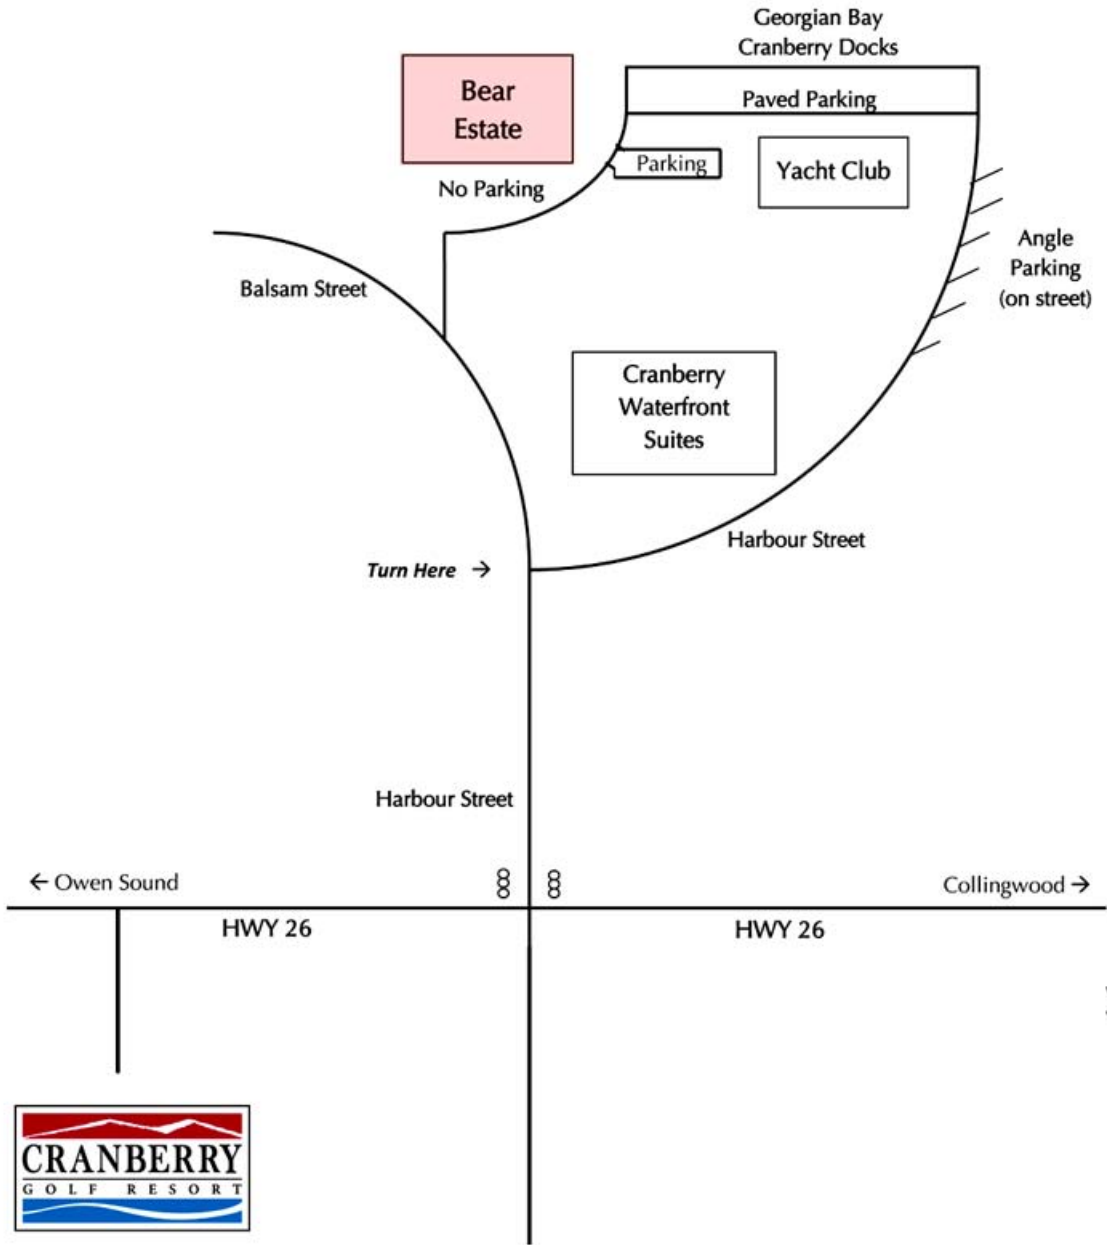 Georgian Bay
Cranberry Docks
Bear
Estate
Paved Parking
Parking
Yacht Club
No Parking
Angle
Parking
(on street)
Balsam Street
Cranberry
Waterfront
Suites
Harbour Street
Turn Here →
Harbour Street
← Owen Sound
Collingwood →
HWY 26
HWY 26
CRANBERRY
GOLF RESORT